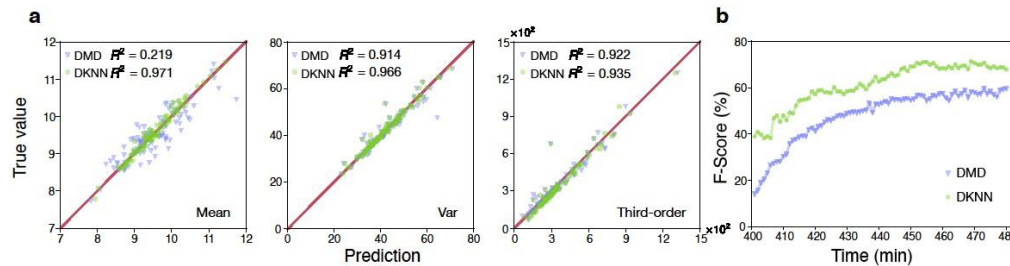 a
b
True value
12
11
10
9
8
7
DMD R² = 0.219
DKNN R² = 0.971
Mean
7 8 9 10 11 12
80
60
40
20
0
DMD R² = 0.914
DKNN R² = 0.966
Var
0 20 40 60 80
Prediction
×10²
15
12
9
6
3
0
DMD R² = 0.922
DKNN R² = 0.935
Third-order
0 3 6 9 12 15
×10²
F-Score (%)
80
60
40
60
0
DMD
DKNN
400 410 420 430 440 450 460 470 48
Time (min)